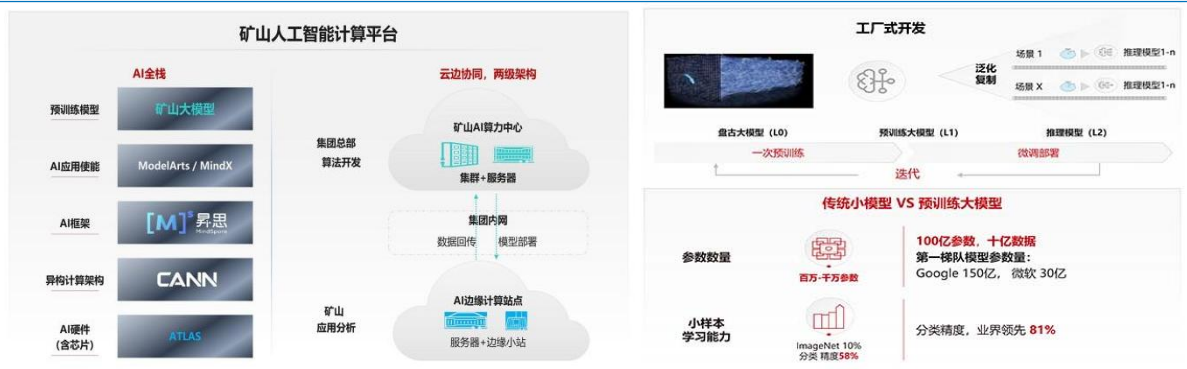 矿山人工智能计算平台
AI全栈
预训练模型
矿山大模型
AI应用使能
ModelArts / MindX
AI框架
[M]s 昇思
MindSpore
异构计算架构
CANN
AI硬件
（含芯片）
ATLAS
云边协同，两级架构
集团总部
算法开发
矿山AI算力中心
集群+服务器
集团内网
数据回传
模型部署
矿山
应用分析
AI边缘计算站点
服务器+边缘小站
工厂式开发
泛化
复制
场景 1
推理模型1-n
场景 X
推理模型1-n
盘古大模型（L0）
预训练大模型（L1）
推理模型（L2）
一次预训练
微调部署
迭代
传统小模型 VS 预训练大模型
参数数量
百万-千万参数
100亿参数，十亿数据
第一梯队模型参数量：
Google 150亿， 微软 30亿
小样本
学习能力
ImageNet 10%
分类 精度58%
分类精度，业界领先 81%